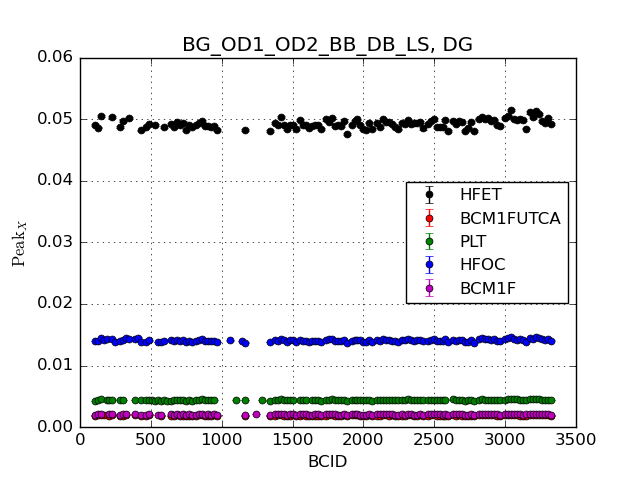 BG_OD1_OD2_BB_DB_LS, DG
0.06
0.05
0.04
0.03
0.02
0.01
0.00
Peak_X
HFET
BCM1FUTCA
PLT
HFOC
BCM1F
0 500 1000 1500 2000 2500 3000 3500
BCID